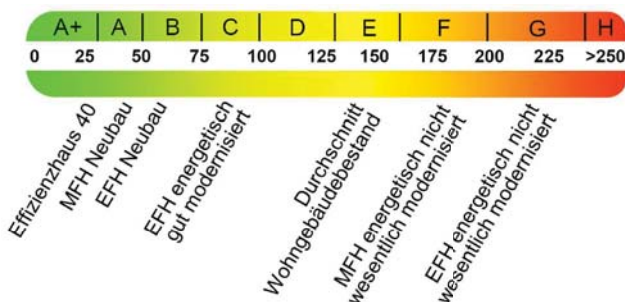 A+ A B C D E F G H
0 25 50 75 100 125 150 175 200 225 >250
Effizienzhaus 40
MFH Neubau
EFH Neubau
EFH energetisch
gut modernisiert
Durchschnitt
Wohngebäudebestand
MFH energetisch nicht
wesentlich modernisiert
EFH energetisch nicht
wesentlich modernisiert